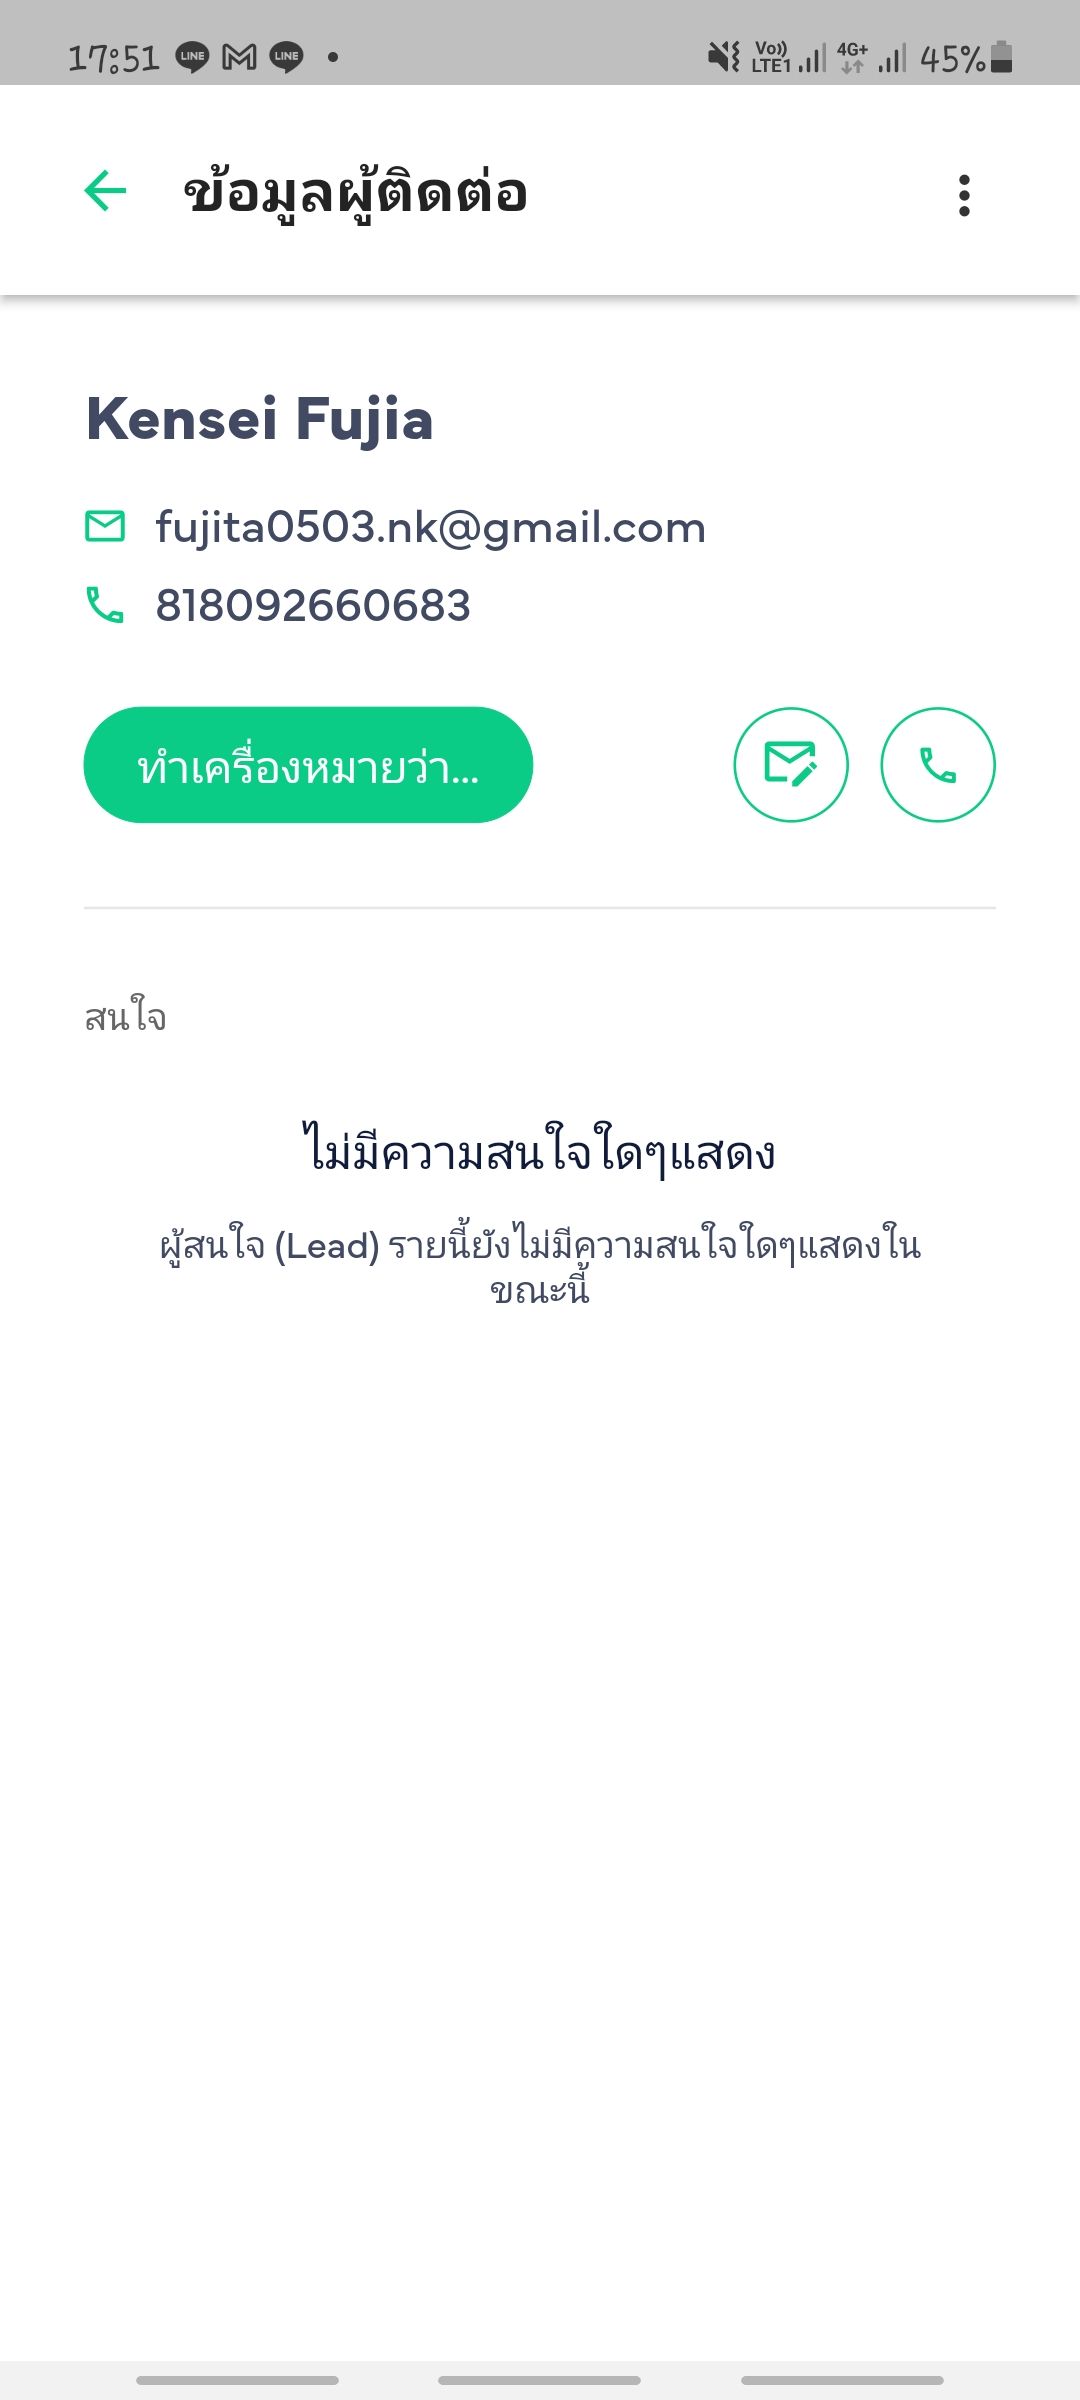 17:51 LINE LINE Vo)) LTE1 4G+ 45%
ข้อมูลผู้ติดต่อ
Kensei Fujia
fujita0503.nk@gmail.com
818092660683
ทำเครื่องหมายว่า...
สนใจ
ไม่มีความสนใจใดๆแสดง
ผู้สนใจ (Lead) รายนี้ยังไม่มีความสนใจใดๆแสดงใน
ขณะนี้